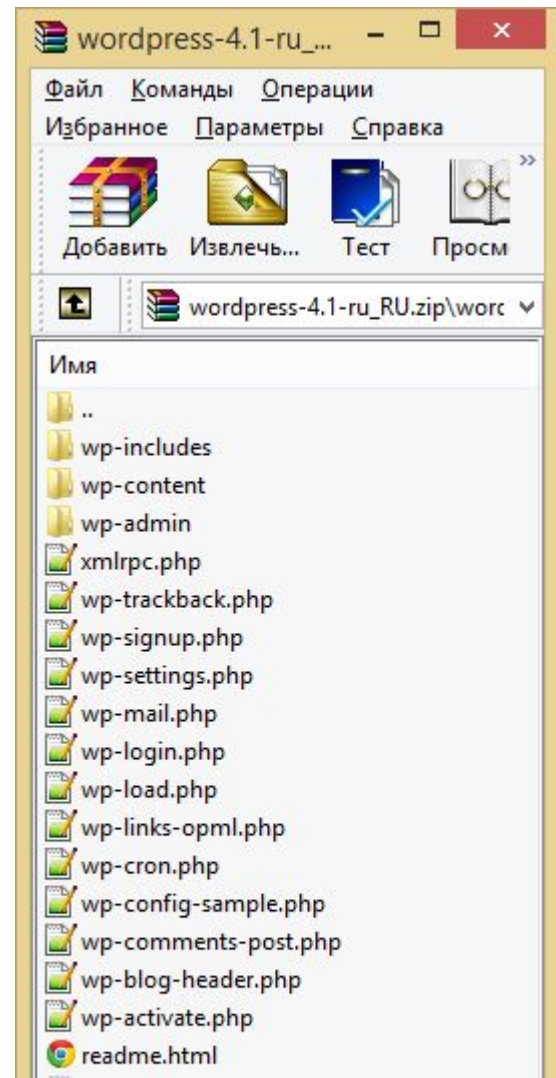 wordpress-4.1-ru_...
Файл Команды Операции
Избранное Параметры Справка
Добавить Извлечь... Тест Просм
wordpress-4.1-ru_RU.zip\worc
Имя
..
wp-includes
wp-content
wp-admin
xmlrpc.php
wp-trackback.php
wp-signup.php
wp-settings.php
wp-mail.php
wp-login.php
wp-load.php
wp-links-opml.php
wp-cron.php
wp-config-sample.php
wp-comments-post.php
wp-blog-header.php
wp-activate.php
readme.html